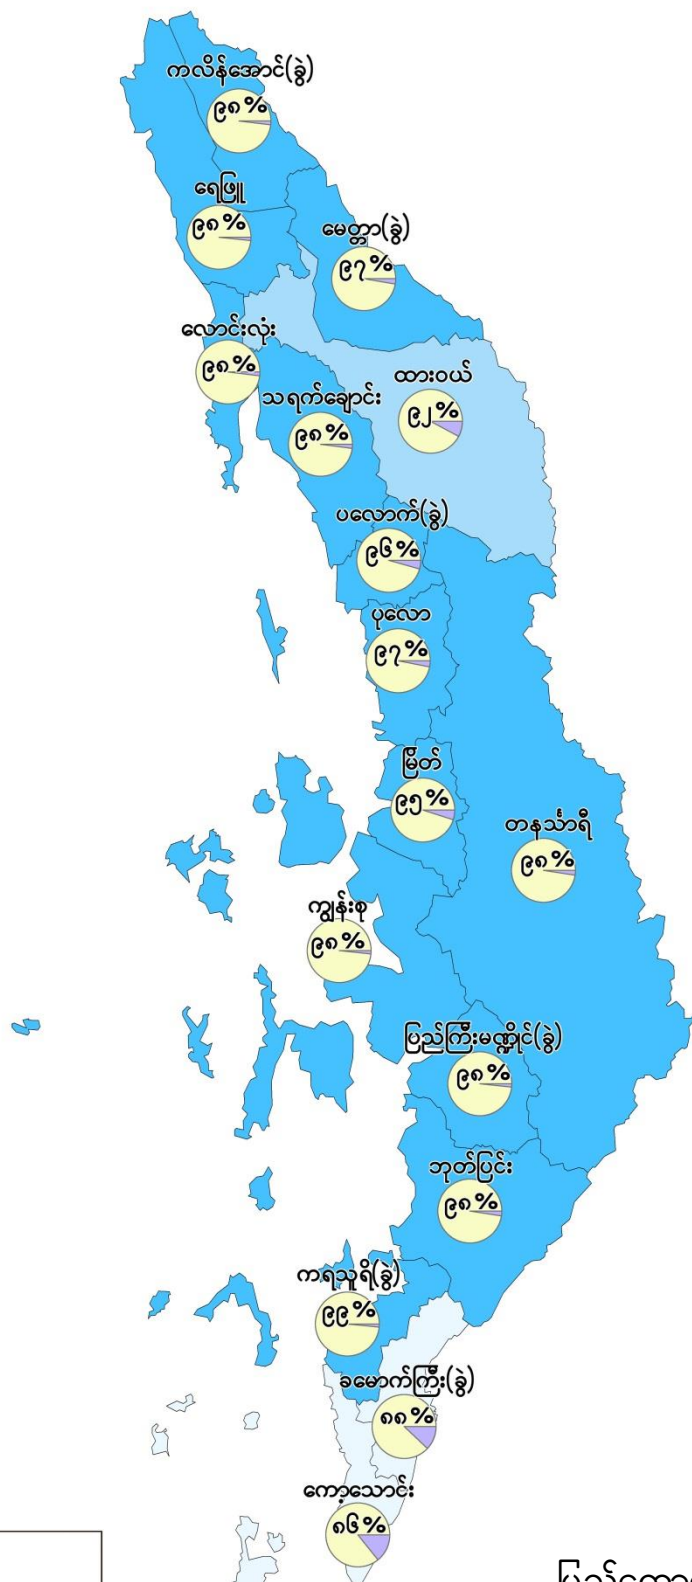 ကလိန်အောင်(ခွဲ)
၉၈%
ရေဖြူ
၉၈%
မေတ္တာ(ခွဲ)
၉၇%
လောင်းလုံး
၉၈%
ထားဝယ်
၉၂%
သရက်ချောင်း
၉၈%
ပလောက်(ခွဲ)
၉၆%
ပုလော
၉၇%
မြိတ်
၉၅%
တနင်္သာရီ
၉၈%
ကျွန်းစု
၉၈%
ပြည်ကြီးမဏ္ဍိုင်(ခွဲ)
၉၈%
ဘုတ်ပြင်း
၉၈%
ကရသူရိ(ခွဲ)
၉၉%
ခမောက်ကြီး(ခွဲ)
၈၈%
ကော့သောင်း
၈၆%